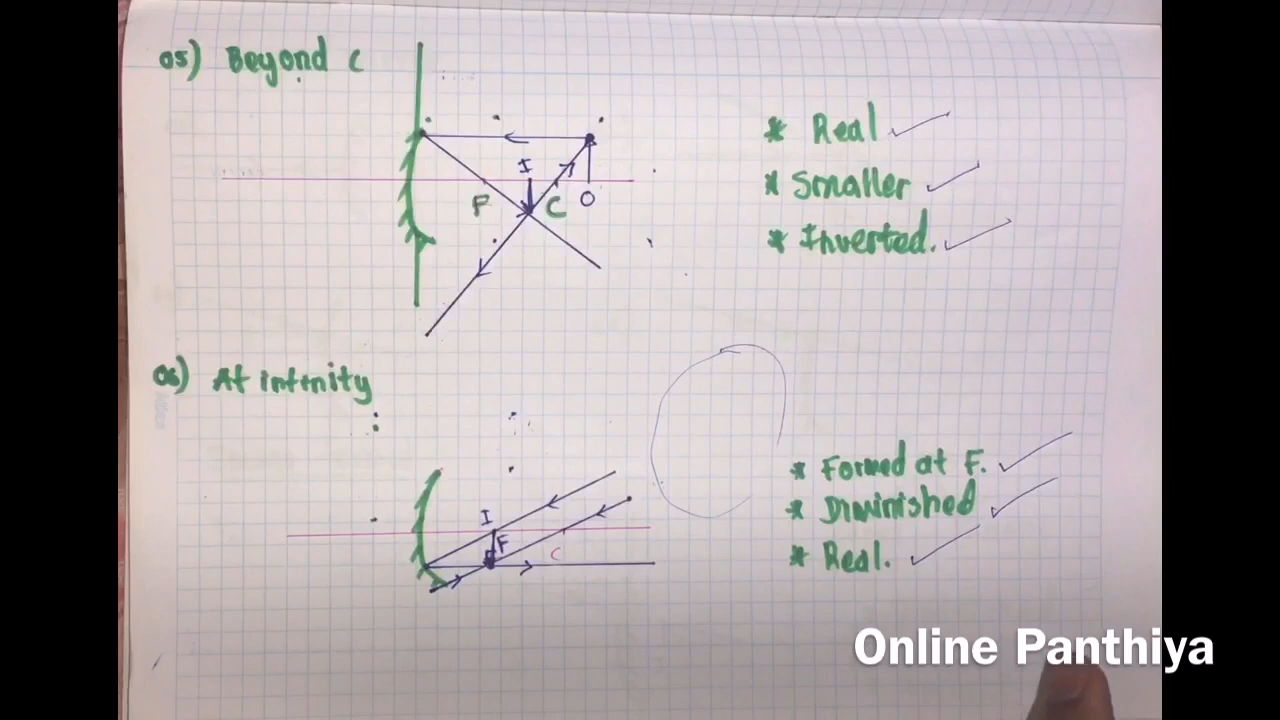 05) Beyond C
* Real
* Smaller
* Inverted.
I
F
C
O
06) At infinity
* Formed at F.
* Diminished
* Real.
I
F
C
Online Panthiya